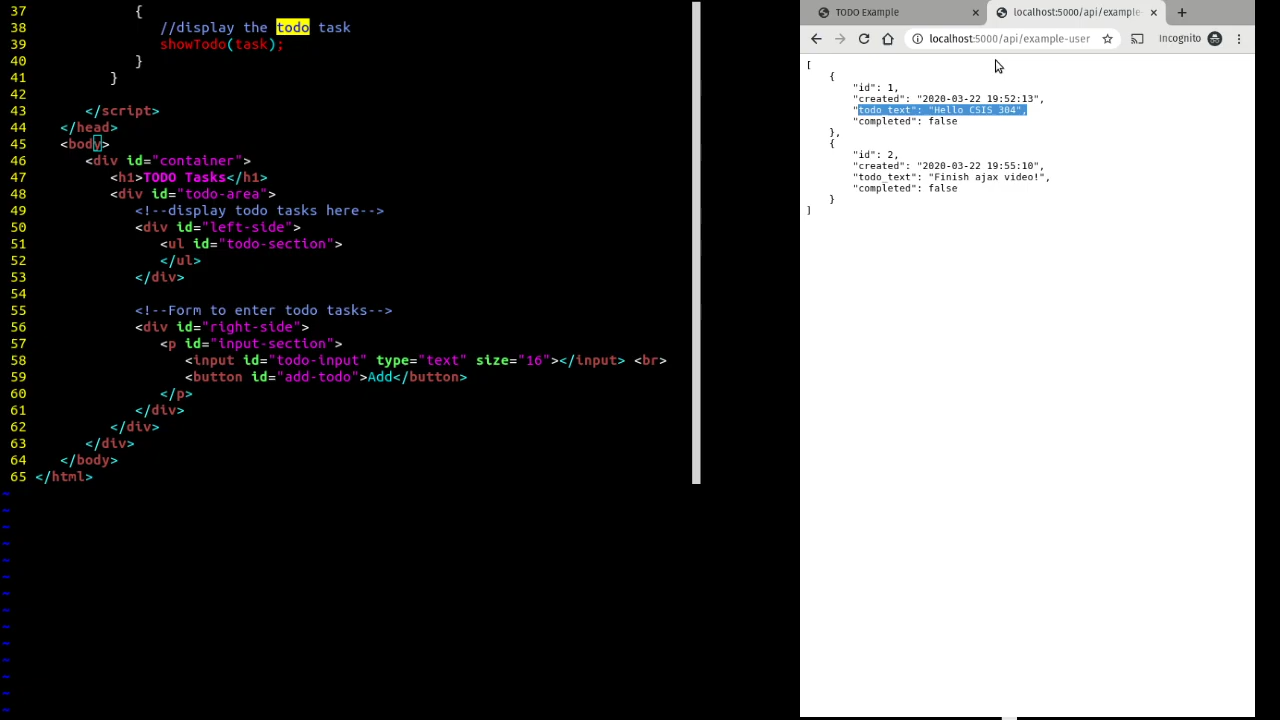 37             {
38                //display the todo task
39                showTodo(task);
40             }
41          }
42
43       </script>
44    </head>
45    <body>
46       <div id="container">
47          <h1>TODO Tasks</h1>
48          <div id="todo-area">
49             <!--display todo tasks here-->
50             <div id="left-side">
51                <ul id="todo-section">
52                </ul>
53             </div>
54
55             <!--Form to enter todo tasks-->
56             <div id="right-side">
57                <p id="input-section">
58                   <input id="todo-input" type="text" size="16"></input> <br>
59                   <button id="add-todo">Add</button>
60                </p>
61             </div>
62          </div>
63       </div>
64    </body>
65 </html>
~
~
~
~
~
~
~
~
~
~
~
~
~
~
TODO Example
localhost:5000/api/example-
localhost:5000/api/example-user
Incognito
[
    {
        "id": 1,
        "created": "2020-03-22 19:52:13",
        "todo_text": "Hello CSIS 304",
        "completed": false
    },
    {
        "id": 2,
        "created": "2020-03-22 19:55:10",
        "todo_text": "Finish ajax video!",
        "completed": false
    }
]